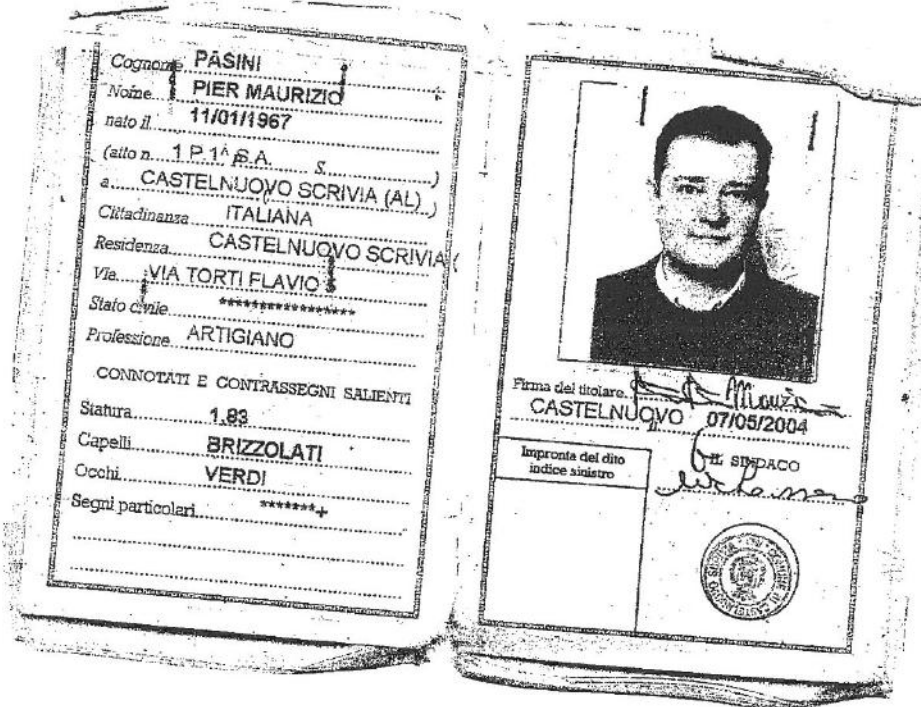 Cognome PASINI
Nome PIER MAURIZIO
nato il 11/01/1967
(atto n. 1 P. 1^ S.A. S. )
a CASTELNUOVO SCRIVIA (AL)
Cittadinanza ITALIANA
Residenza CASTELNUOVO SCRIVIA (
Via VIA TORTI FLAVIO
Stato civile *****************
Professione ARTIGIANO
CONNOTATI E CONTRASSEGNI SALIENTI
Statura 1.83
Capelli BRIZZOLATI
Occhi VERDI
Segni particolari *******+
Firma del titolare
CASTELNUOVO 07/05/2004
IL SINDACO
Impronta del dito
indice sinistro